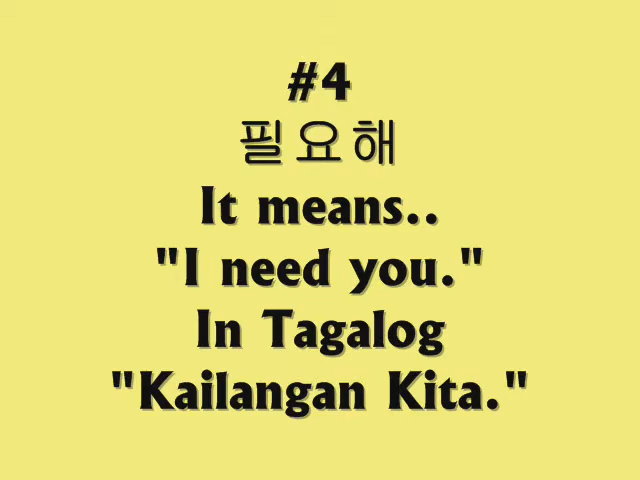 #4
필요해
It means..
"I need you."
In Tagalog
"Kailangan Kita."